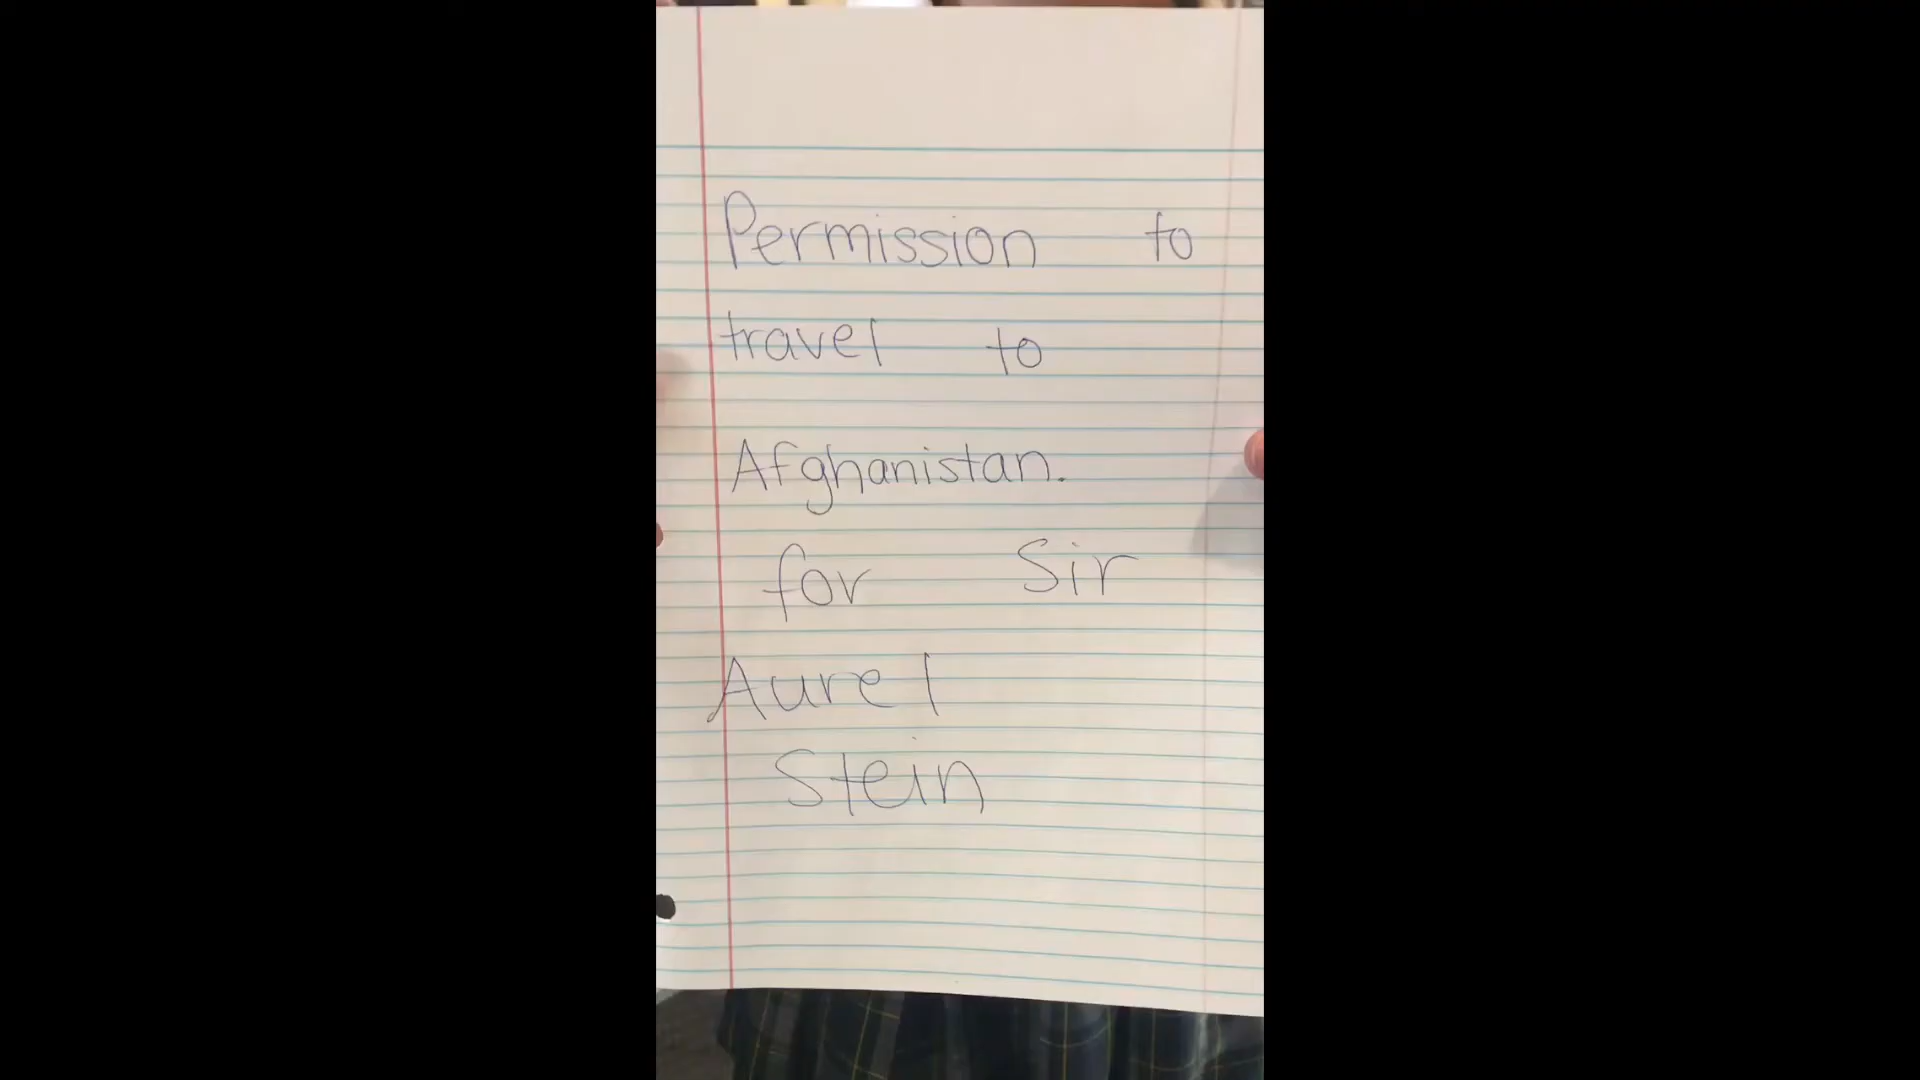 Permission to
travel to
Afghanistan.
for Sir
Aurel
Stein